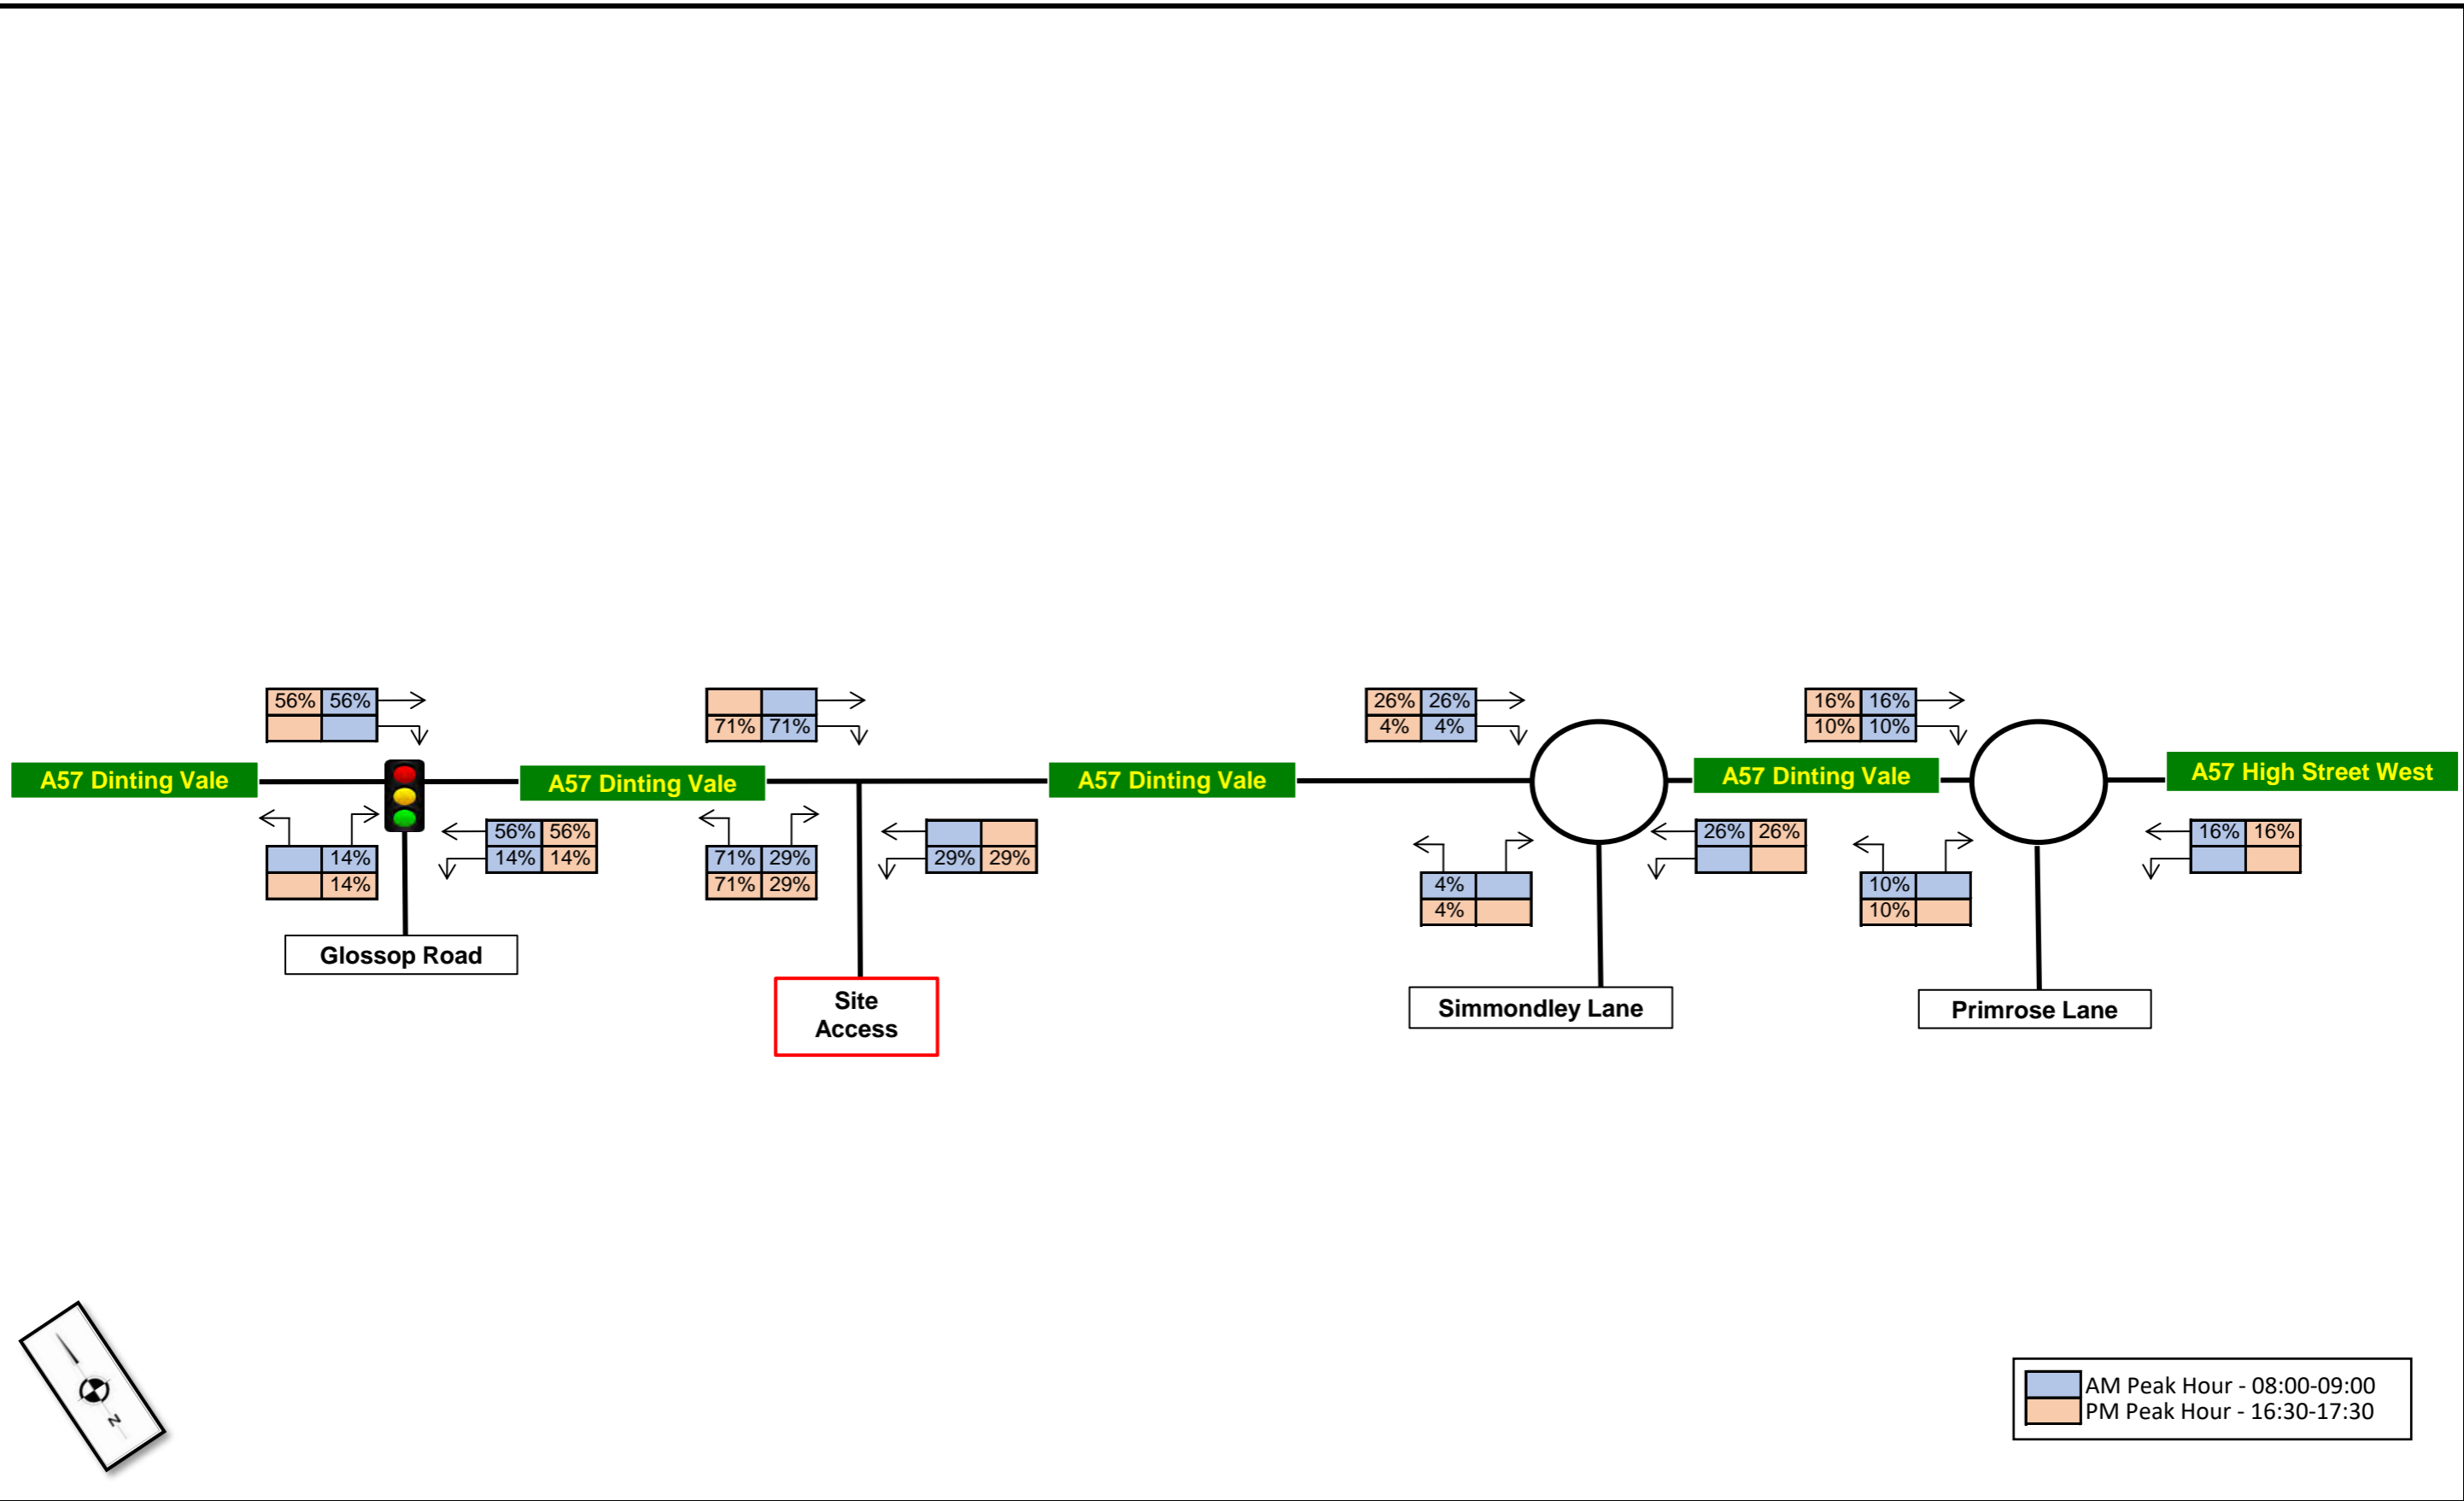 56% 56%
71% 71%
26% 26%
4% 4%
16% 16%
10% 10%
A57 Dinting Vale
A57 Dinting Vale
A57 Dinting Vale
A57 Dinting Vale
A57 High Street West
14%
14%
56% 56%
14% 14%
71% 29%
71% 29%
29% 29%
4%
4%
26% 26%
10%
10%
16% 16%
Glossop Road
Site
Access
Simmondley Lane
Primrose Lane
N
AM Peak Hour - 08:00-09:00
PM Peak Hour - 16:30-17:30